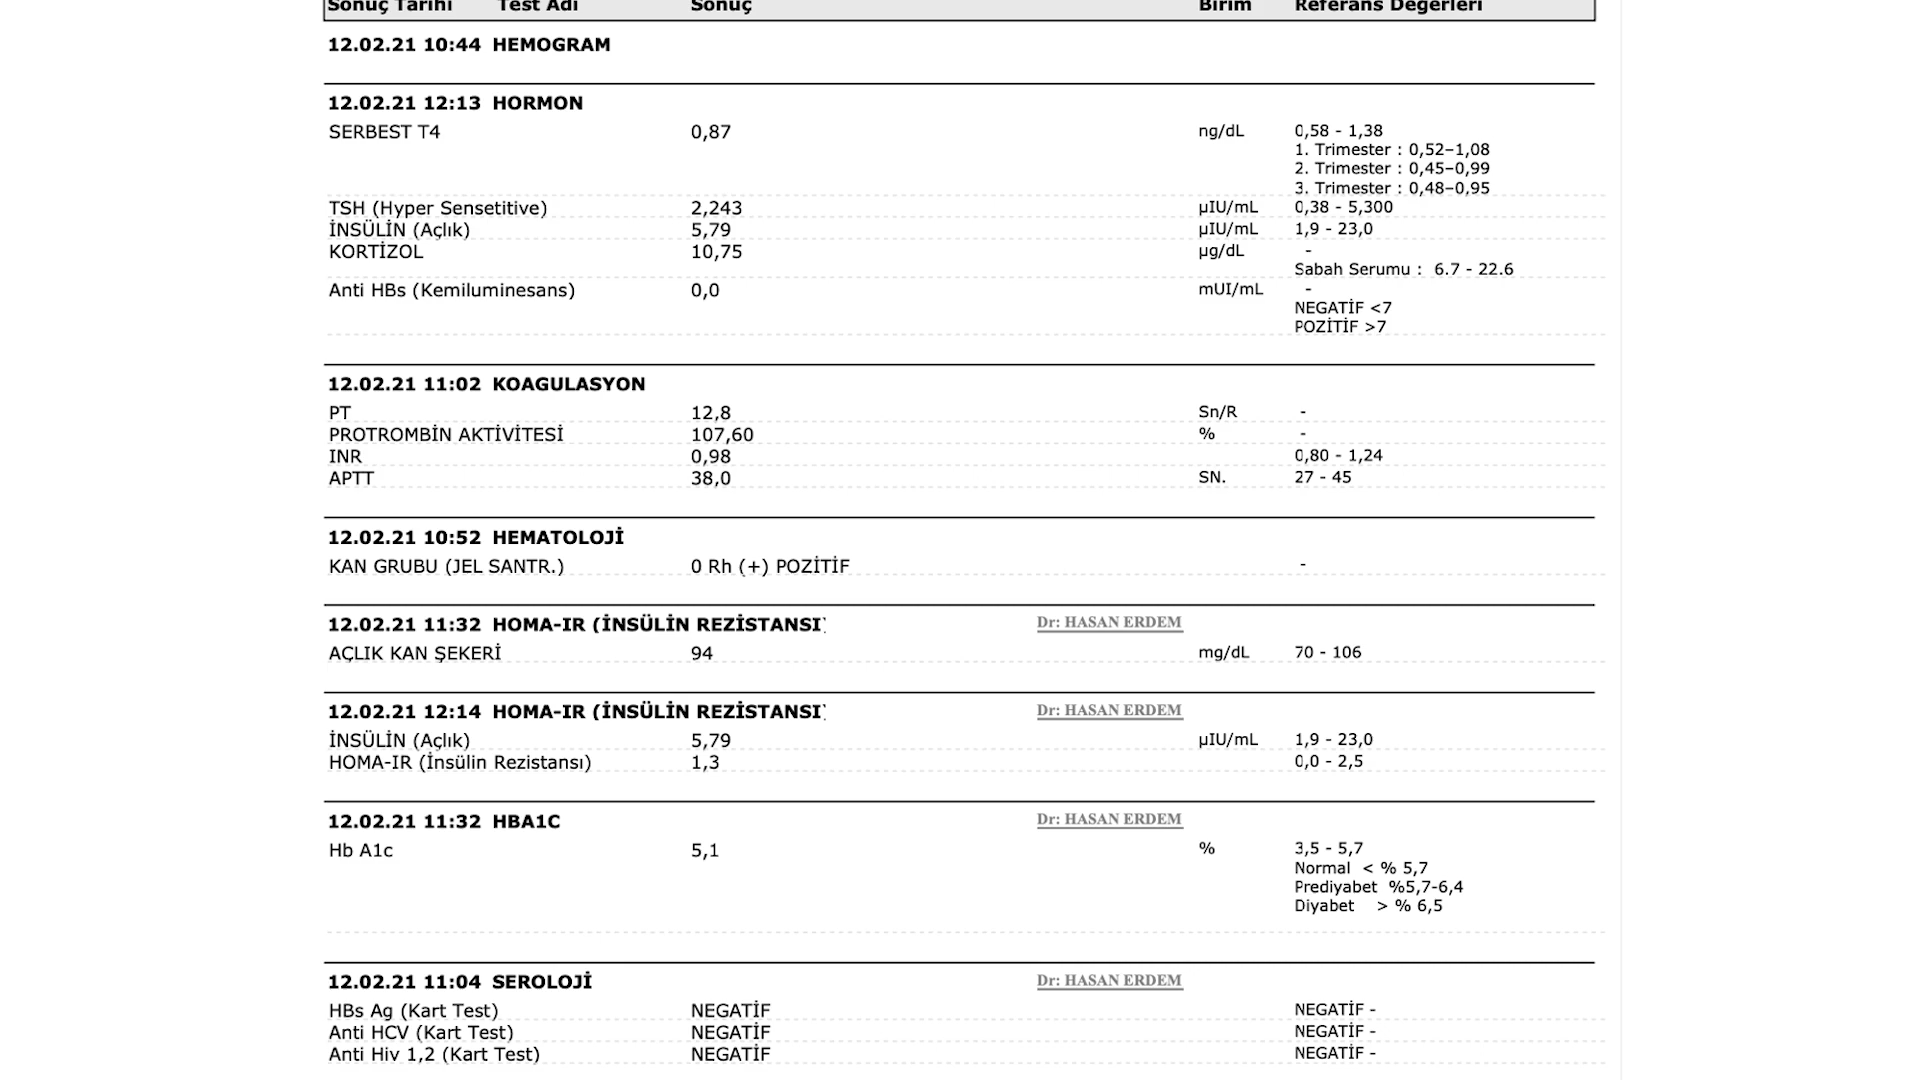 Sonuç Tarihi Test Adı Sonuç Birim Referans Değerleri
12.02.21 10:44 HEMOGRAM
12.02.21 12:13 HORMON
SERBEST T4 0,87 ng/dL 0,58 - 1,38
1. Trimester : 0,52–1,08
2. Trimester : 0,45–0,99
3. Trimester : 0,48–0,95
TSH (Hyper Sensetitive) 2,243 µIU/mL 0,38 - 5,300
İNSÜLİN (Açlık) 5,79 µIU/mL 1,9 - 23,0
KORTİZOL 10,75 µg/dL -
Sabah Serumu : 6.7 - 22.6
Anti HBs (Kemiluminesans) 0,0 mUI/mL -
NEGATİF <7
POZİTİF >7
12.02.21 11:02 KOAGULASYON
PT 12,8 Sn/R -
PROTROMBİN AKTİVİTESİ 107,60 % -
INR 0,98 0,80 - 1,24
APTT 38,0 SN. 27 - 45
12.02.21 10:52 HEMATOLOJİ
KAN GRUBU (JEL SANTR.) 0 Rh (+) POZİTİF -
12.02.21 11:32 HOMA-IR (İNSÜLİN REZİSTANSI) Dr: HASAN ERDEM
AÇLIK KAN ŞEKERİ 94 mg/dL 70 - 106
12.02.21 12:14 HOMA-IR (İNSÜLİN REZİSTANSI) Dr: HASAN ERDEM
İNSÜLİN (Açlık) 5,79 µIU/mL 1,9 - 23,0
HOMA-IR (İnsülin Rezistansı) 1,3 0,0 - 2,5
12.02.21 11:32 HBA1C Dr: HASAN ERDEM
Hb A1c 5,1 % 3,5 - 5,7
Normal < % 5,7
Prediyabet %5,7-6,4
Diyabet > % 6,5
12.02.21 11:04 SEROLOJİ Dr: HASAN ERDEM
HBs Ag (Kart Test) NEGATİF NEGATİF -
Anti HCV (Kart Test) NEGATİF NEGATİF -
Anti Hiv 1,2 (Kart Test) NEGATİF NEGATİF -